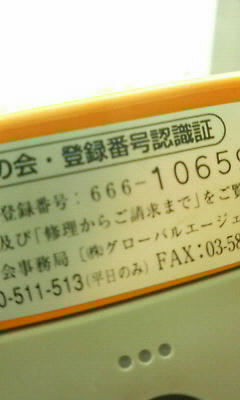 の会・登録番号認識証
登録番号：666-1065
及び「修理からご請求まで」をご
会事務局〔㈱グローバルエージェ
0-511-513(平日のみ) FAX:03-58